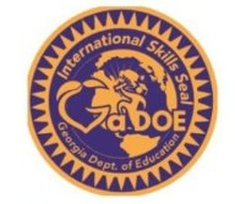 International Skills Seal
GaDOE
Georgia Dept. of Education